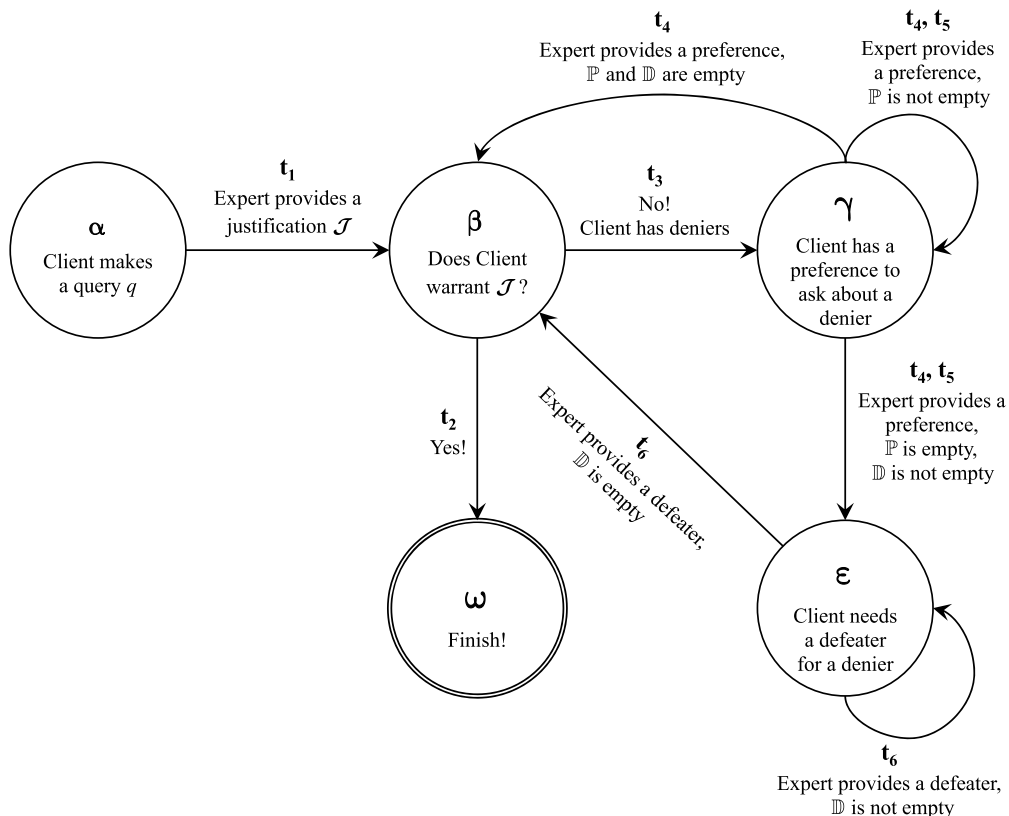 t4
Expert provides a preference,
ℙ and 𝔻 are empty
t4, t5
Expert provides
a preference,
ℙ is not empty
t1
Expert provides a
justification 𝒥
t3
No!
Client has deniers
α
Client makes
a query q
β
Does Client
warrant 𝒥 ?
γ
Client has a
preference to
ask about a
denier
t4, t5
Expert provides a
preference,
ℙ is empty,
𝔻 is not empty
t2
Yes!
t6
Expert provides a defeater,
𝔻 is empty
ω
Finish!
ε
Client needs
a defeater
for a denier
t6
Expert provides a defeater,
𝔻 is not empty